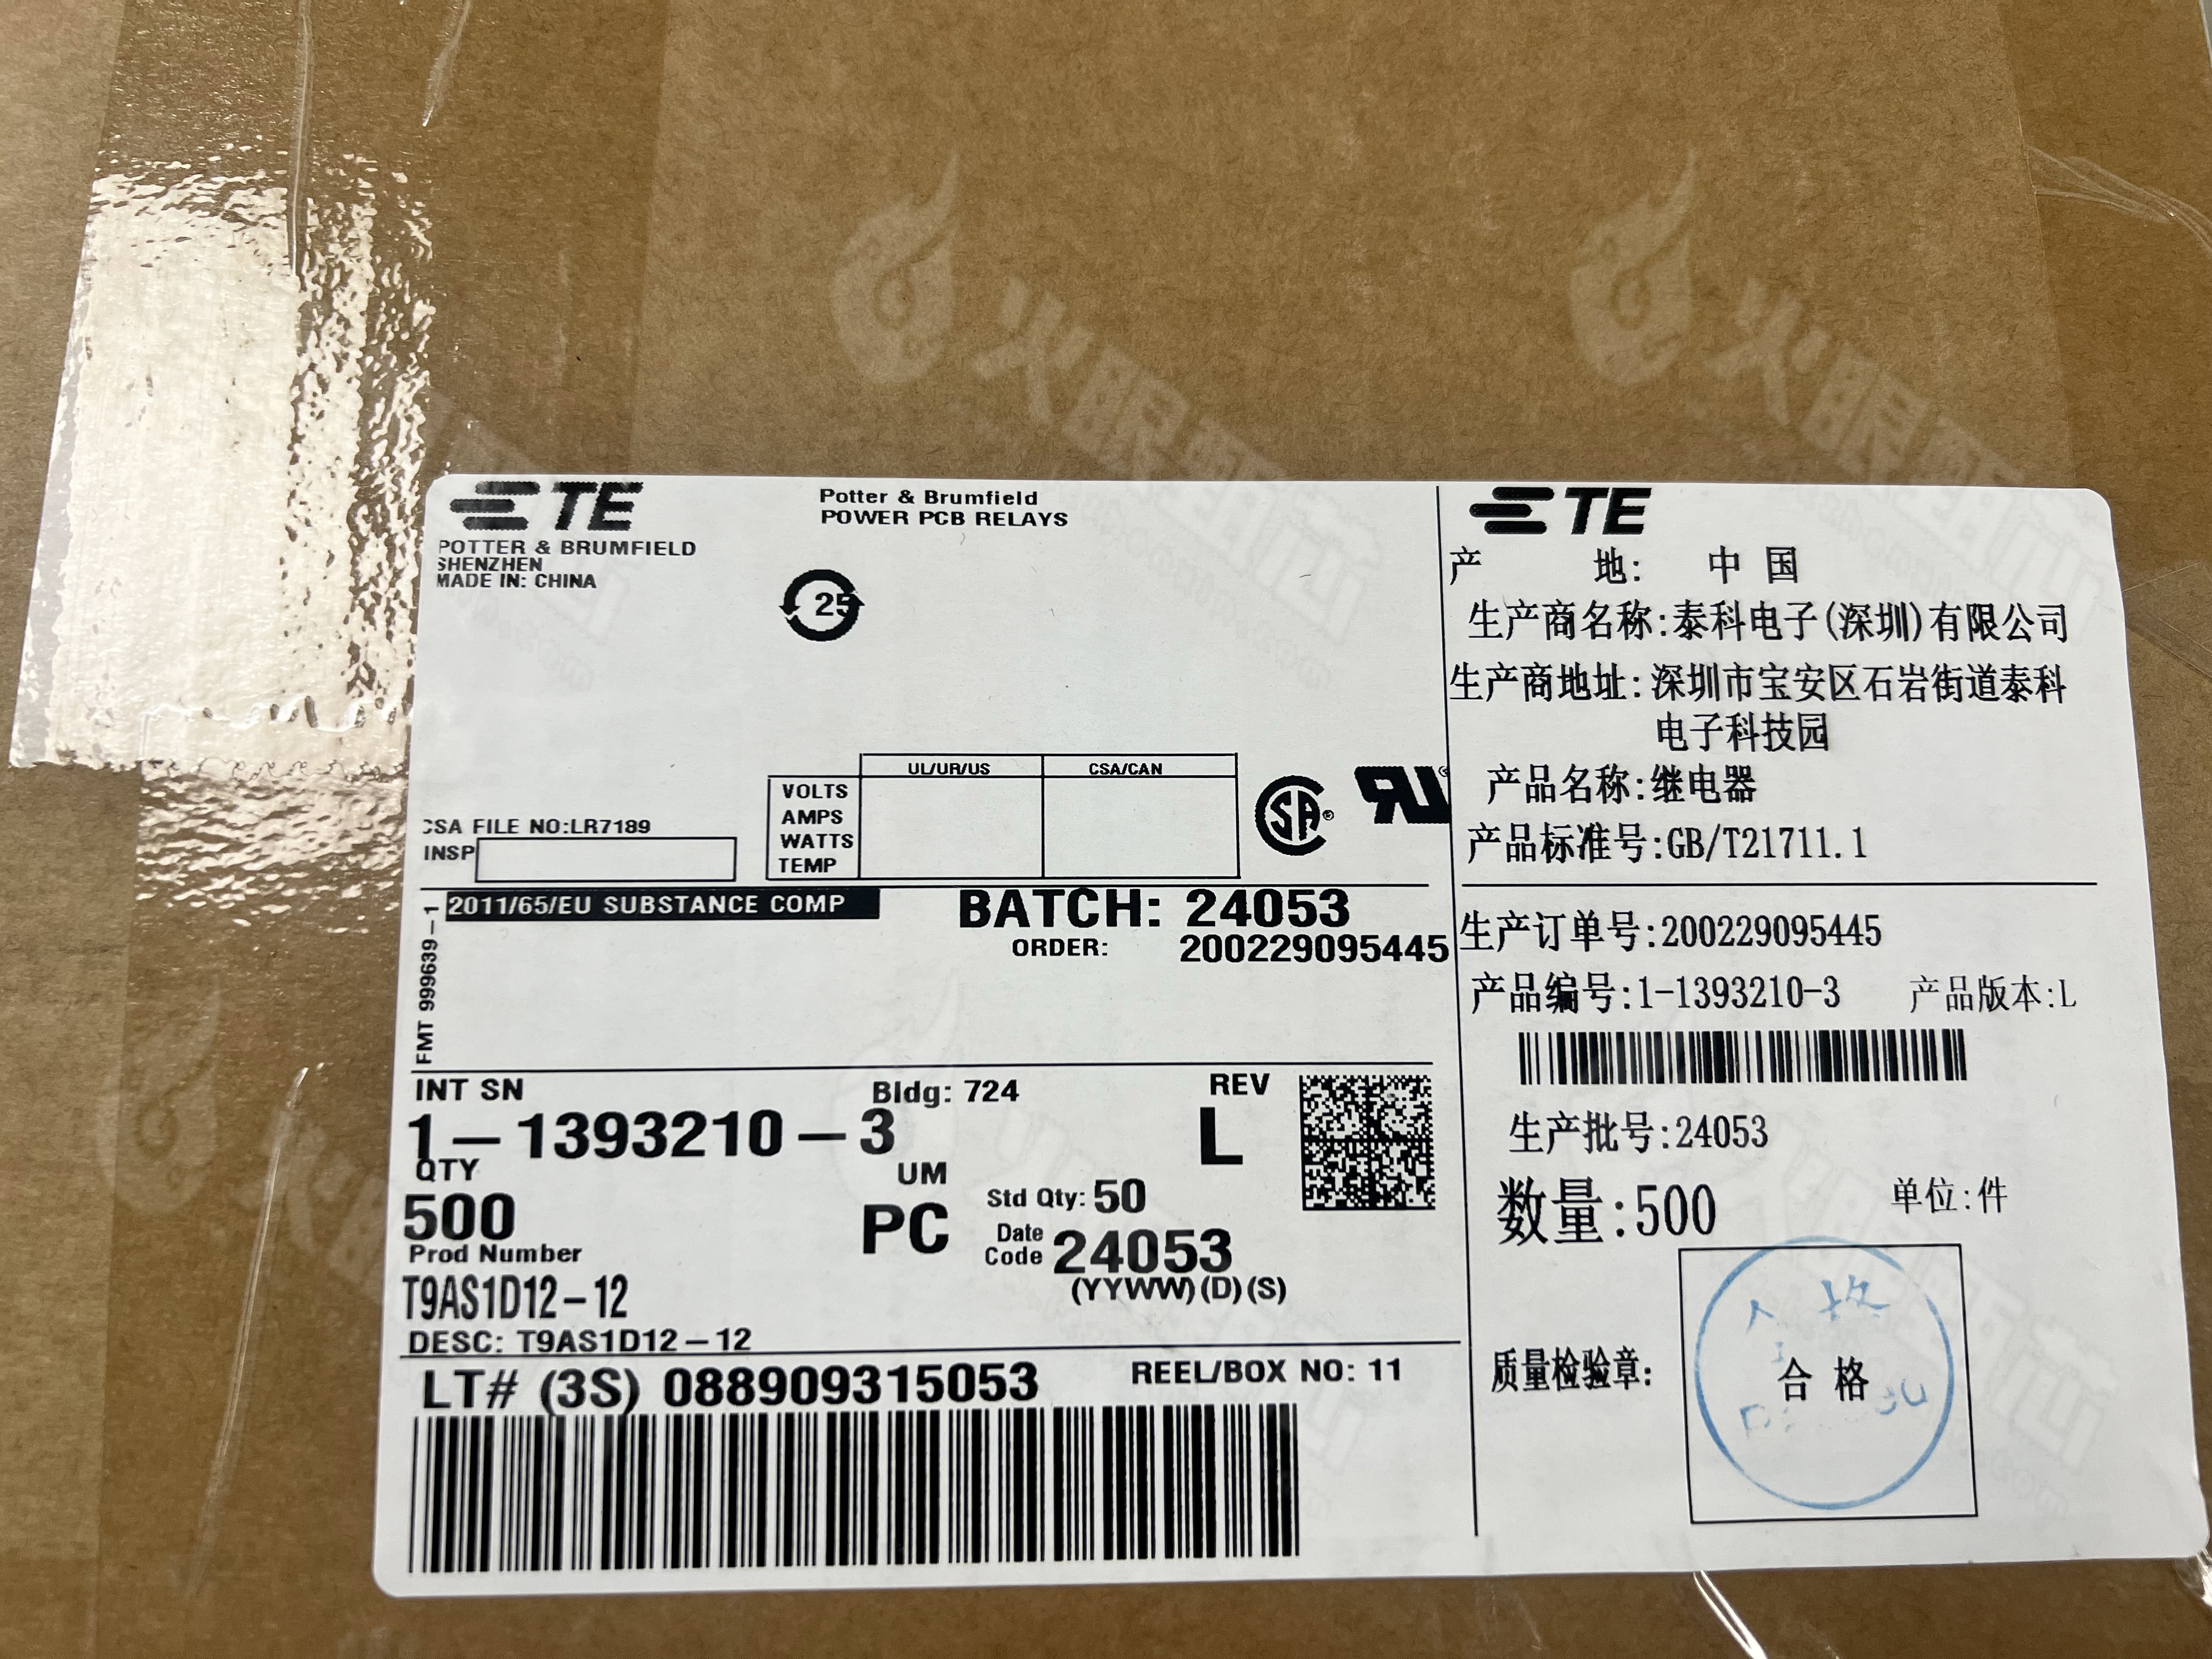 TE
POTTER & BRUMFIELD
SHENZHEN
MADE IN: CHINA
Potter & Brumfield
POWER PCB RELAYS
25
UL/UR/US CSA/CAN
VOLTS
AMPS
WATTS
TEMP
CSA FILE NO:LR7189
INSP
SA®
RU®
2011/65/EU SUBSTANCE COMP
BATCH: 24053
ORDER: 200229095445
FMT 999639-1
INT SN
Bldg: 724
REV
1-1393210-3
L
QTY
UM
500
PC
Std Qty: 50
Date Code 24053
(YYWW)(D)(S)
Prod Number
T9AS1D12-12
DESC: T9AS1D12-12
LT# (3S) 088909315053
REEL/BOX NO: 11
TE
产 地: 中国
生产商名称:泰科电子(深圳)有限公司
生产商地址:深圳市宝安区石岩街道泰科
电子科技园
产品名称:继电器
产品标准号:GB/T21711.1
生产订单号:200229095445
产品编号:1-1393210-3 产品版本:L
生产批号:24053
数量:500 单位:件
质量检验章:
合格